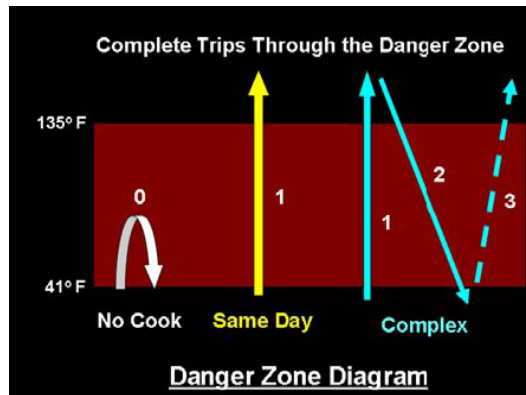 Complete Trips Through the Danger Zone
135° F
0
1
1
2
3
41° F
No Cook
Same Day
Complex
Danger Zone Diagram